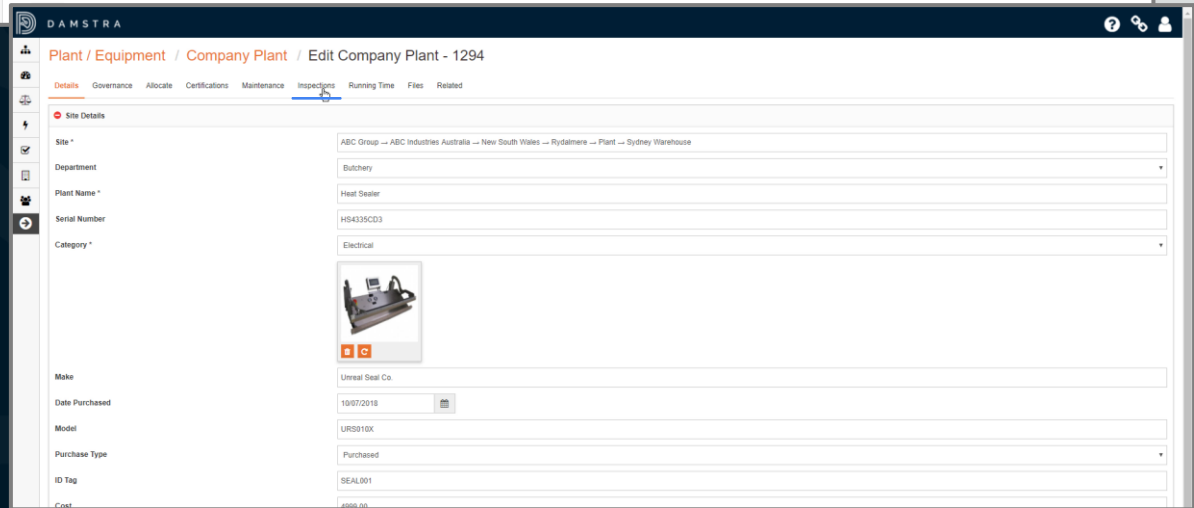 DAMSTRA
Plant / Equipment / Company Plant / Edit Company Plant - 1294
Details Governance Allocate Certifications Maintenance Inspections Running Time Files Related
Site Details
Site * ABC Group → ABC Industries Australia → New South Wales → Rydalmere → Plant → Sydney Warehouse
Department Butchery
Plant Name * Heat Sealer
Serial Number HS4335CD3
Category * Electrical
Make Unreal Seal Co.
Date Purchased 10/07/2018
Model URS010X
Purchase Type Purchased
ID Tag SEAL001
Cost 4999.00